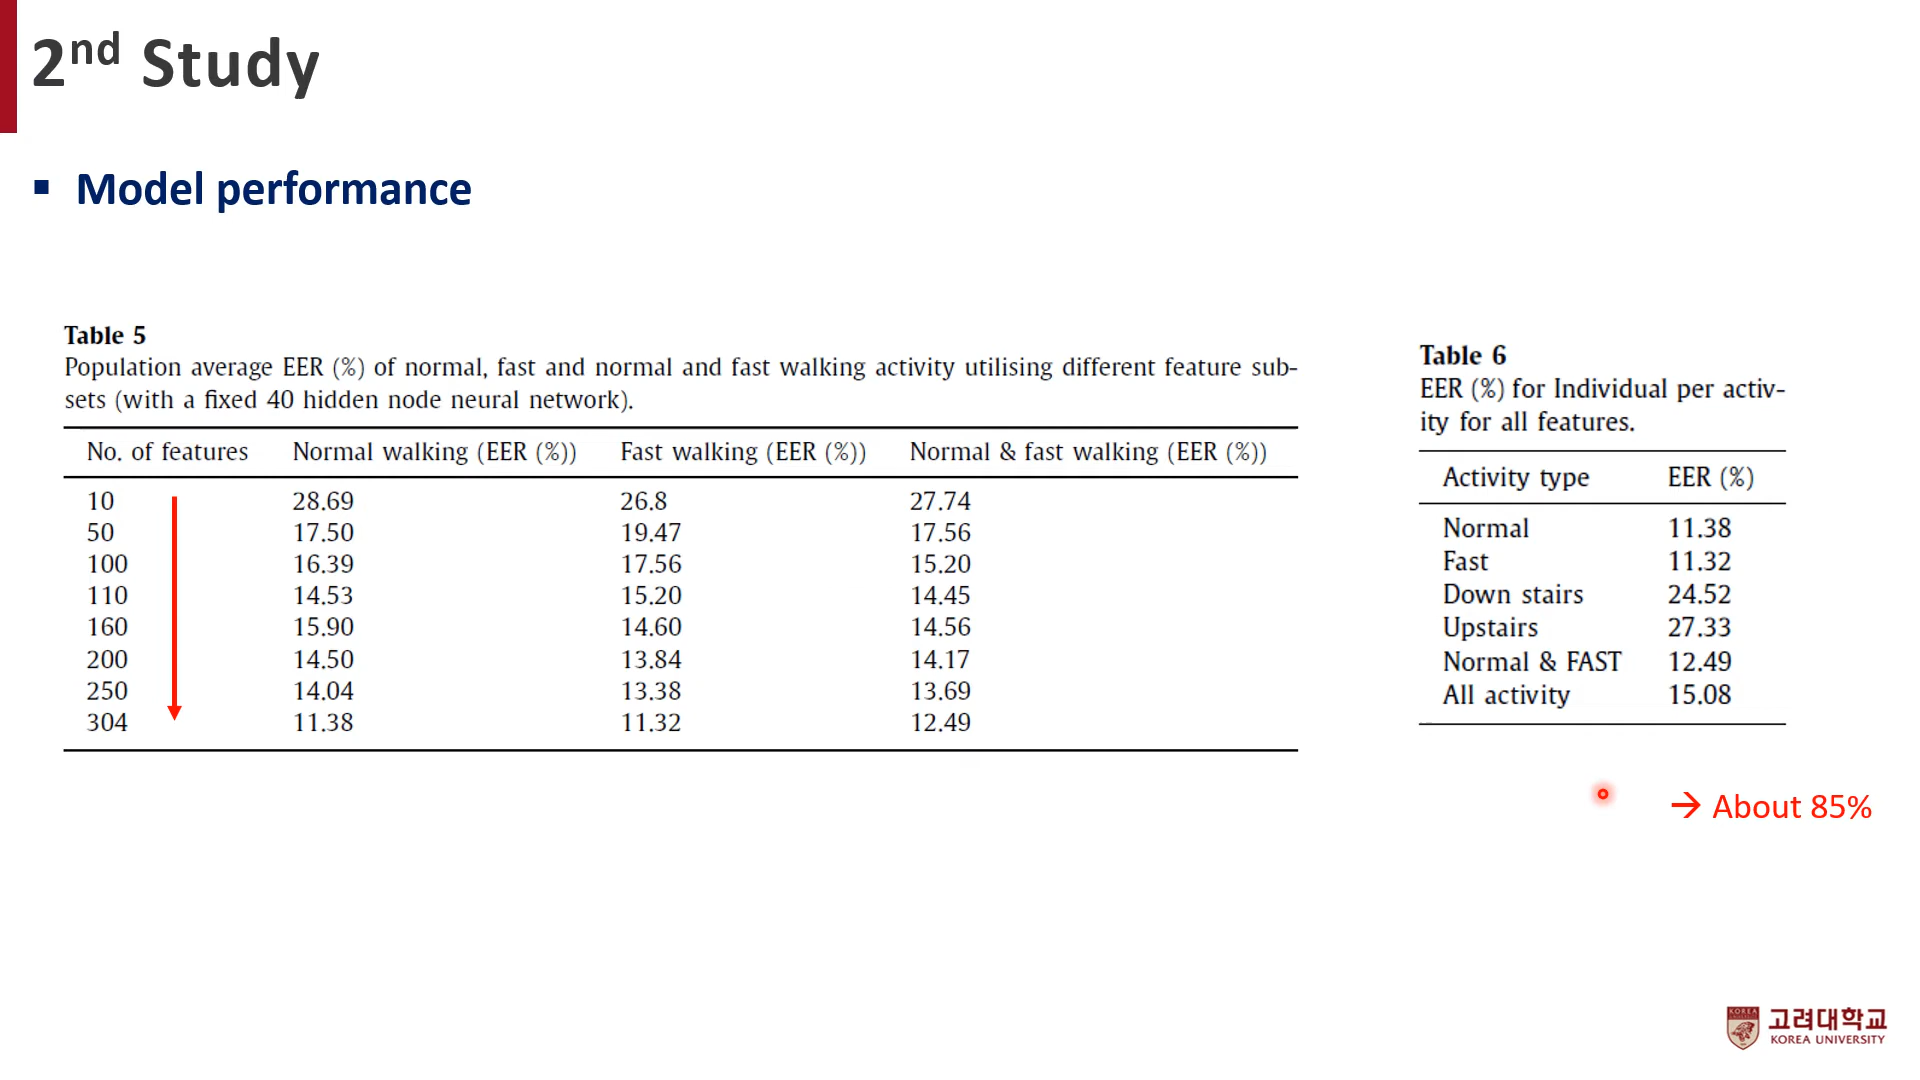 2nd Study
▪ Model performance
Table 5
Population average EER (%) of normal, fast and normal and fast walking activity utilising different feature sub-
sets (with a fixed 40 hidden node neural network).
No. of features Normal walking (EER (%)) Fast walking (EER (%)) Normal & fast walking (EER (%))
10 28.69 26.8 27.74
50 17.50 19.47 17.56
100 16.39 17.56 15.20
110 14.53 15.20 14.45
160 15.90 14.60 14.56
200 14.50 13.84 14.17
250 14.04 13.38 13.69
304 11.38 11.32 12.49
Table 6
EER (%) for Individual per activ-
ity for all features.
Activity type EER (%)
Normal 11.38
Fast 11.32
Down stairs 24.52
Upstairs 27.33
Normal & FAST 12.49
All activity 15.08
→ About 85%
KOREA
고려대학교
KOREA UNIVERSITY